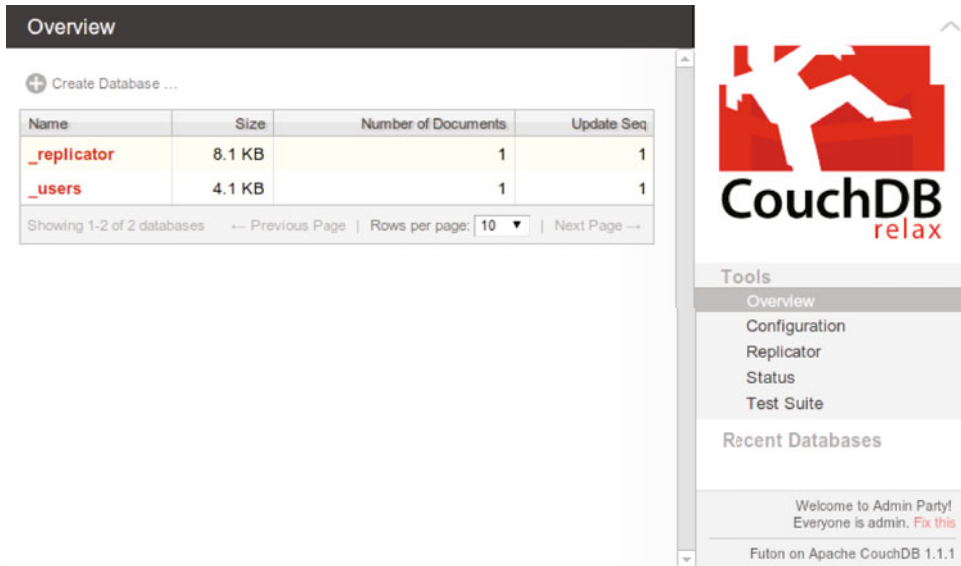 Overview
Create Database ...
Name Size Number of Documents Update Seq
_replicator 8.1 KB 1 1
_users 4.1 KB 1 1
Showing 1-2 of 2 databases ← Previous Page | Rows per page: 10 | Next Page →
CouchDB
relax
Tools
Overview
Configuration
Replicator
Status
Test Suite
Recent Databases
Welcome to Admin Party!
Everyone is admin. Fix this
Futon on Apache CouchDB 1.1.1